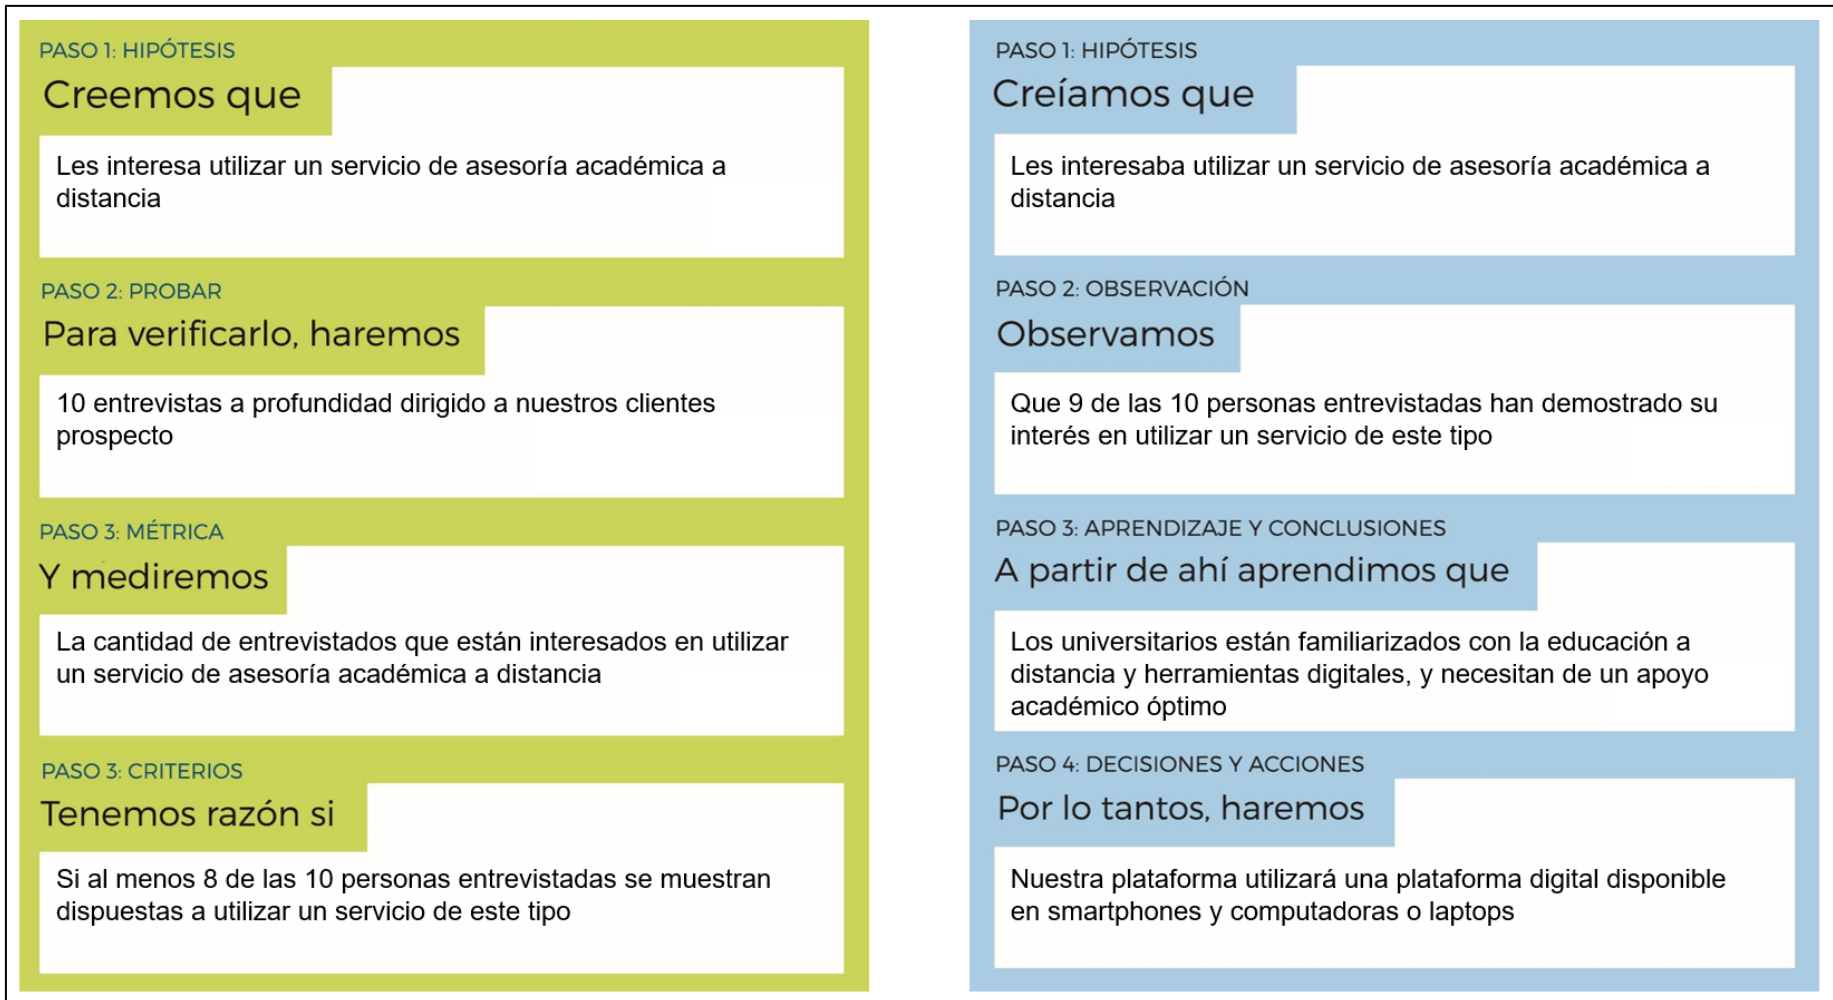 PASO 1: HIPÓTESIS
Creemos que
Les interesa utilizar un servicio de asesoría académica a
distancia
PASO 2: PROBAR
Para verificarlo, haremos
10 entrevistas a profundidad dirigido a nuestros clientes
prospecto
PASO 3: MÉTRICA
Y mediremos
La cantidad de entrevistados que están interesados en utilizar
un servicio de asesoría académica a distancia
PASO 3: CRITERIOS
Tenemos razón si
Si al menos 8 de las 10 personas entrevistadas se muestran
dispuestas a utilizar un servicio de este tipo
PASO 1: HIPÓTESIS
Creíamos que
Les interesaba utilizar un servicio de asesoría académica a
distancia
PASO 2: OBSERVACIÓN
Observamos
Que 9 de las 10 personas entrevistadas han demostrado su
interés en utilizar un servicio de este tipo
PASO 3: APRENDIZAJE Y CONCLUSIONES
A partir de ahí aprendimos que
Los universitarios están familiarizados con la educación a
distancia y herramientas digitales, y necesitan de un apoyo
académico óptimo
PASO 4: DECISIONES Y ACCIONES
Por lo tantos, haremos
Nuestra plataforma utilizará una plataforma digital disponible
en smartphones y computadoras o laptops